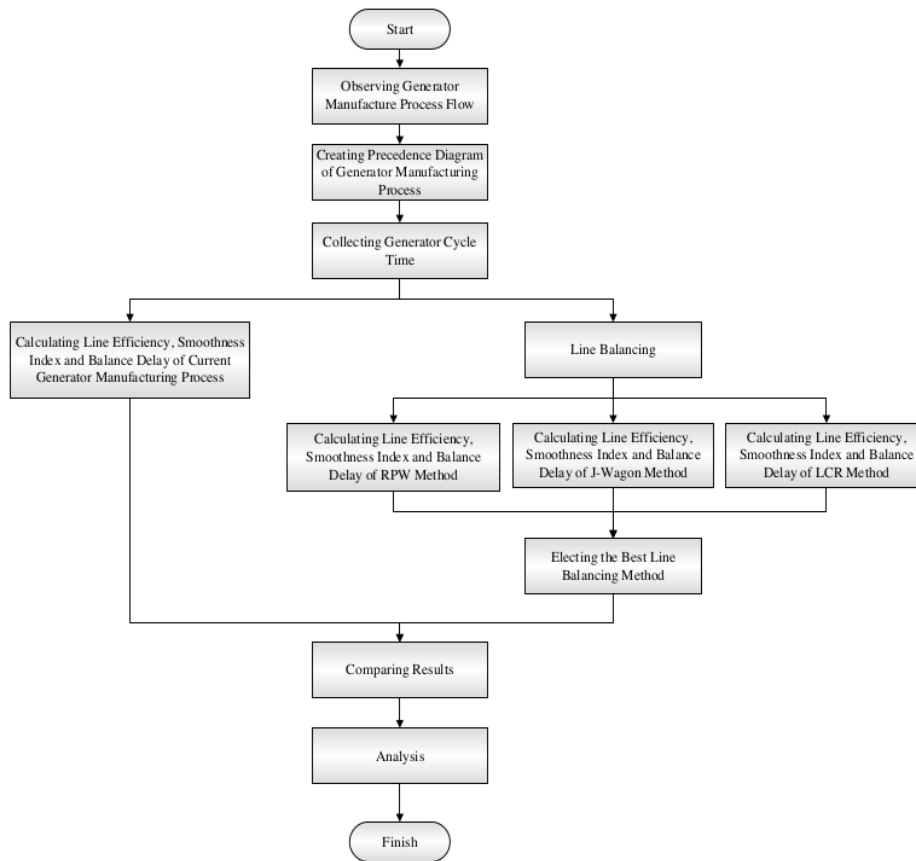 Start
Observing Generator
Manufacture Process Flow
Creating Precedence Diagram
of Generator Manufacturing
Process
Collecting Generator Cycle
Time
Calculating Line Efficiency, Smoothness
Index and Balance Delay of Current
Generator Manufacturing Process
Line Balancing
Calculating Line Efficiency,
Smoothness Index and Balance
Delay of RPW Method
Calculating Line Efficiency,
Smoothness Index and Balance
Delay of J-Wagon Method
Calculating Line Efficiency,
Smoothness Index and Balance
Delay of LCR Method
Electing the Best Line
Balancing Method
Comparing Results
Analysis
Finish